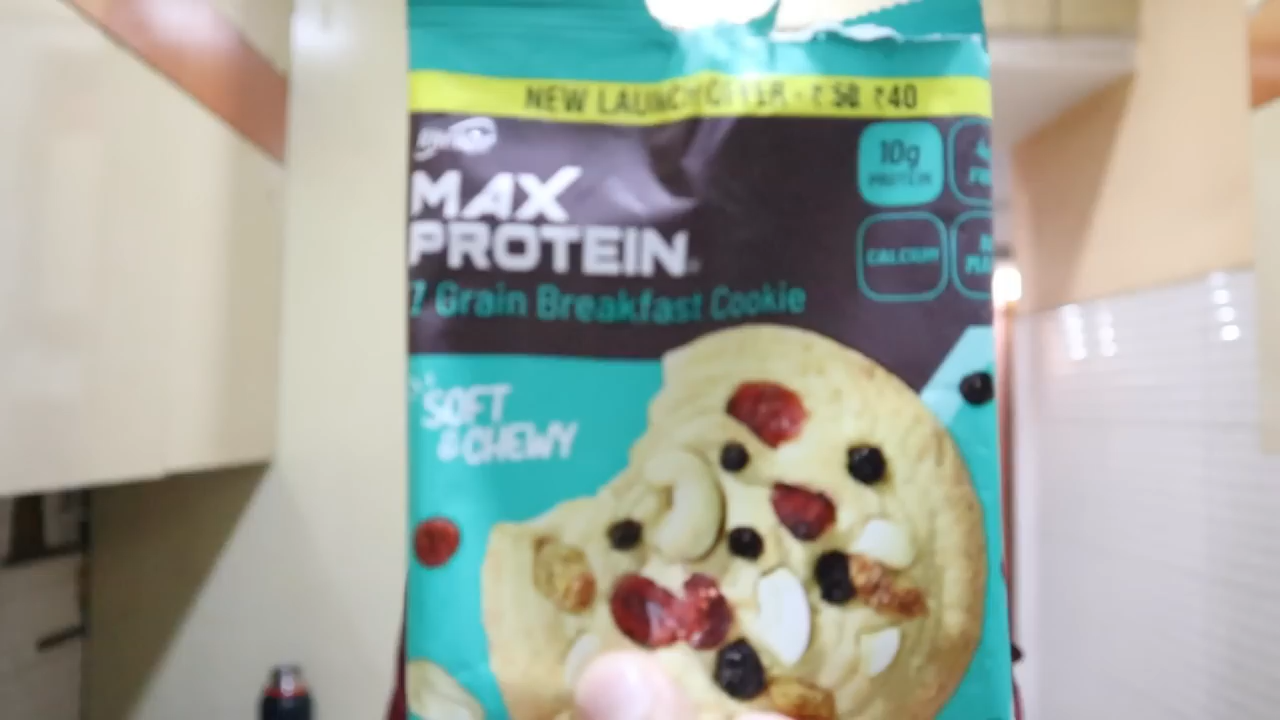 NEW LAUNCH OFFER - ₹50 ₹40
MAX
PROTEIN
10g
PROTEIN
CALCIUM
7 Grain Breakfast Cookie
SOFT
& CHEWY